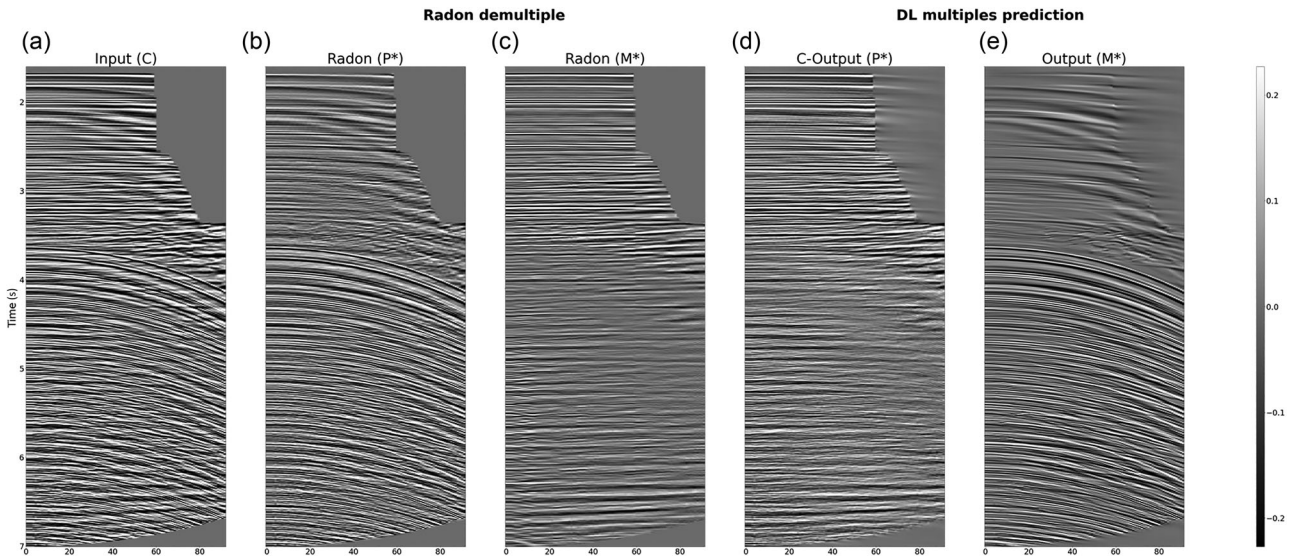 Radon demultiple
DL multiples prediction
(a)
(b)
(c)
(d)
(e)
Input (C)
Radon (P*)
Radon (M*)
C-Output (P*)
Output (M*)
Time (s)
2
3
4
5
6
7
0 20 40 60 80
0 20 40 60 80
0 20 40 60 80
0 20 40 60 80
0 20 40 60 80
0.2
0.1
0.0
−0.1
−0.2